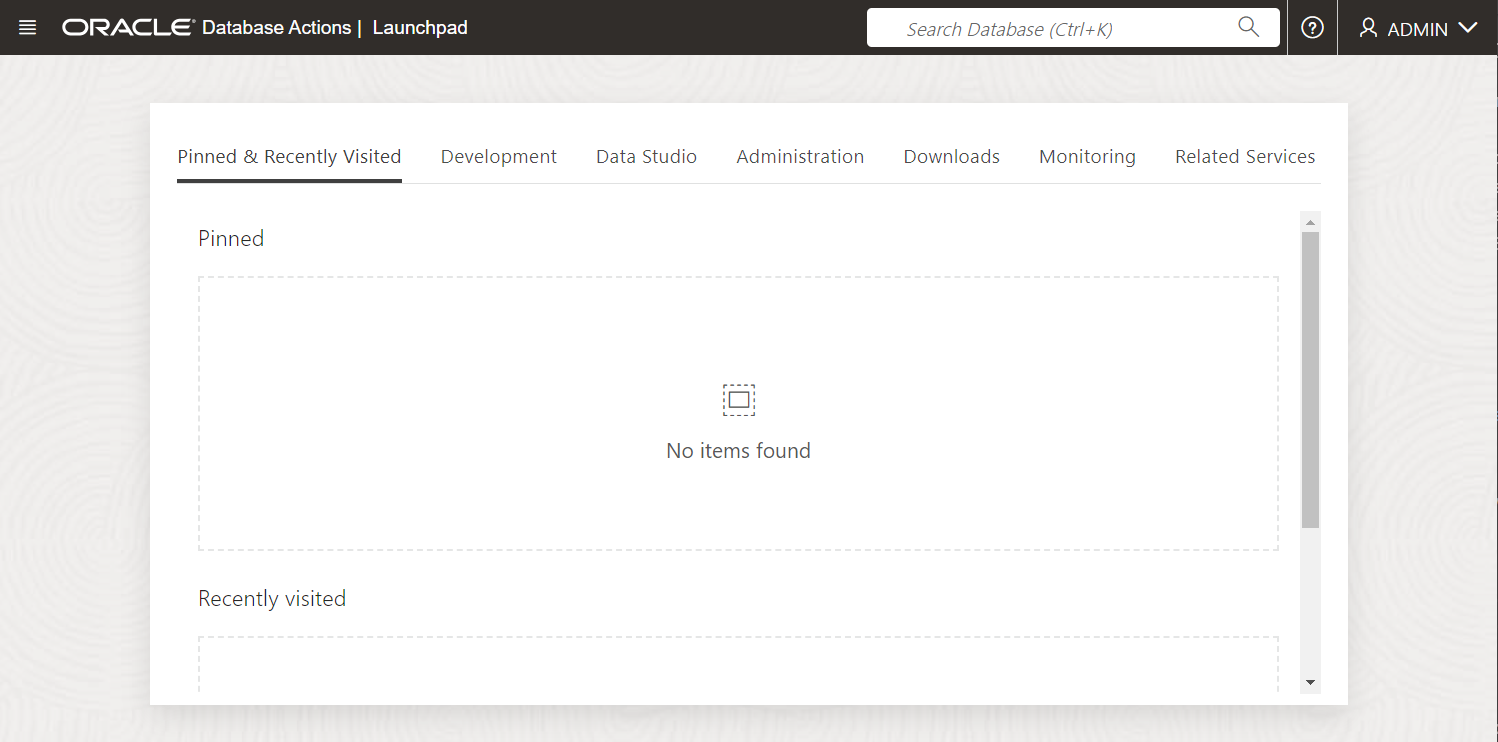 ORACLE® Database Actions | Launchpad Search Database (Ctrl+K) ADMIN
Pinned & Recently Visited Development Data Studio Administration Downloads Monitoring Related Services
Pinned
No items found
Recently visited